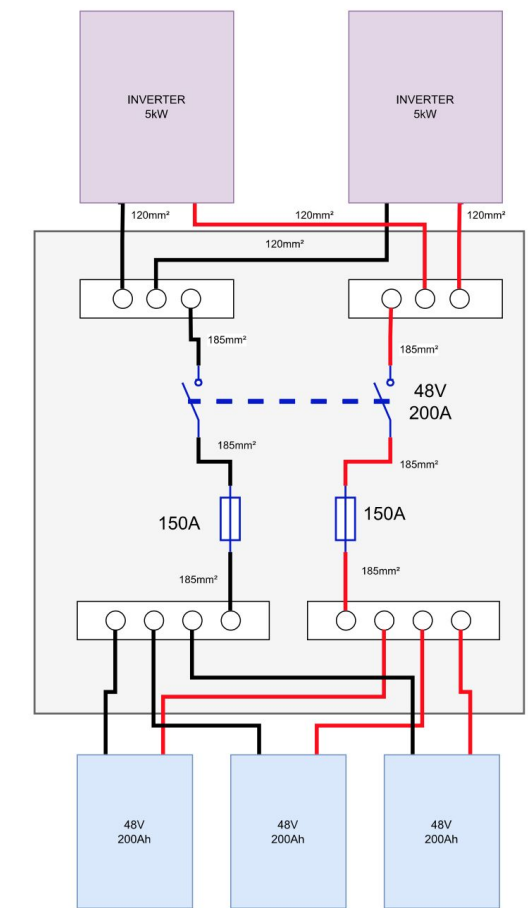 INVERTER
5kW
INVERTER
5kW
120mm²
120mm²
120mm²
120mm²
185mm²
185mm²
48V
200A
185mm²
185mm²
150A
150A
185mm²
185mm²
48V
200Ah
48V
200Ah
48V
200Ah